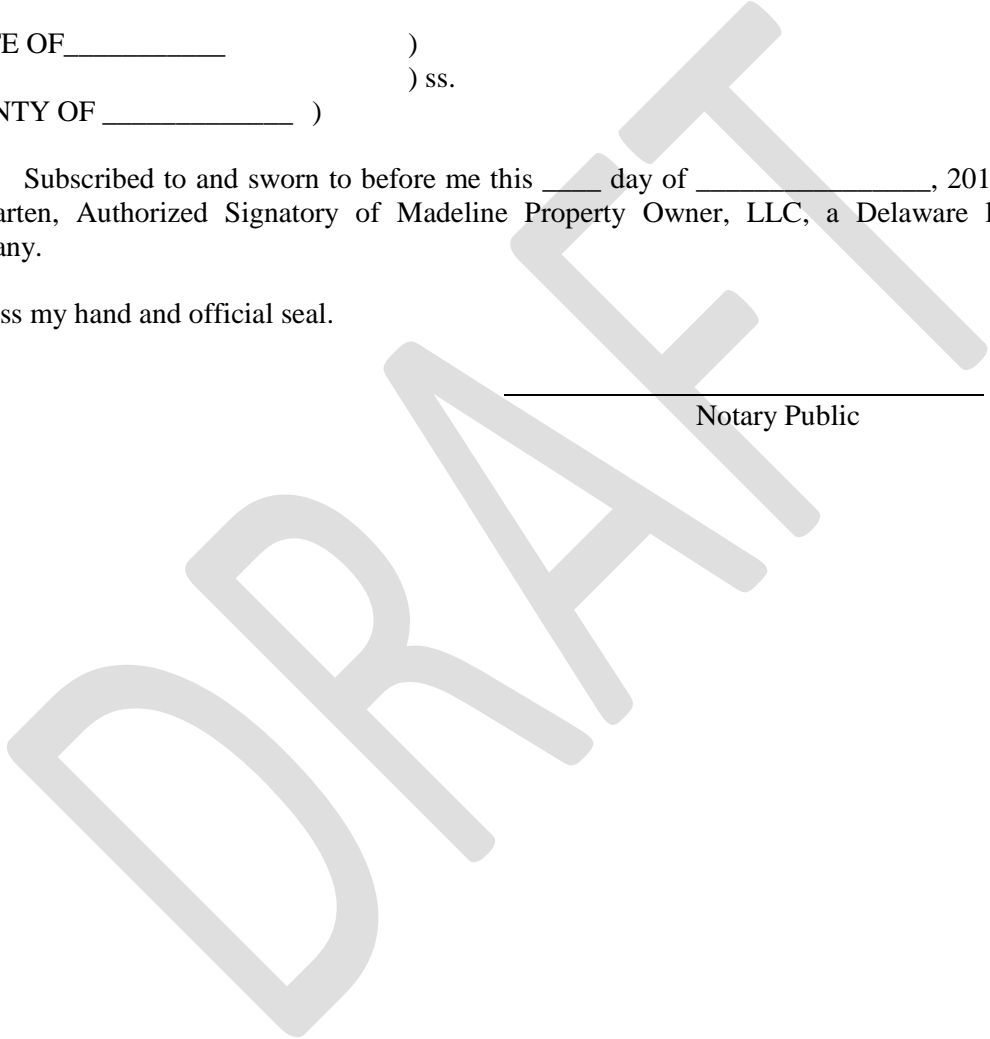 TE OF___________ )
) ss.
NTY OF _____________ )
Subscribed to and sworn to before me this ____ day of ________________, 201
arten, Authorized Signatory of Madeline Property Owner, LLC, a Delaware l
any.
ss my hand and official seal.
Notary Public
DRAFT